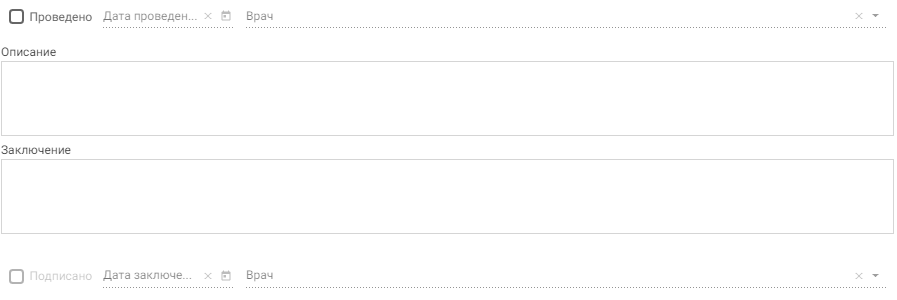 Проведено Дата проведен... Врач
Описание
Заключение
Подписано Дата заключе... Врач